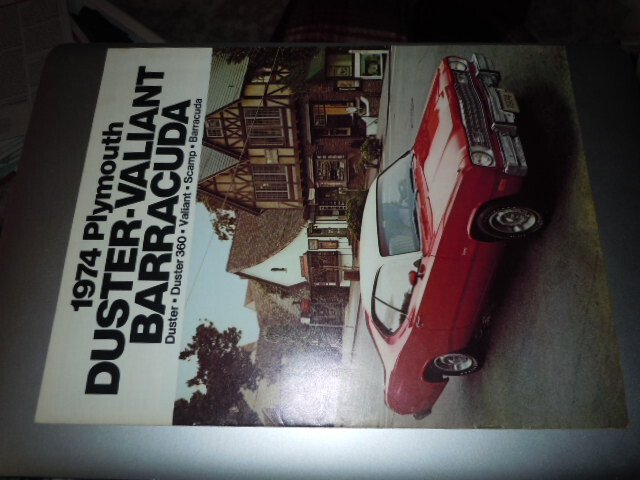 1974 Plymouth
DUSTER-VALIANT
BARRACUDA
Duster • Duster 360 • Valiant • Scamp • Barracuda